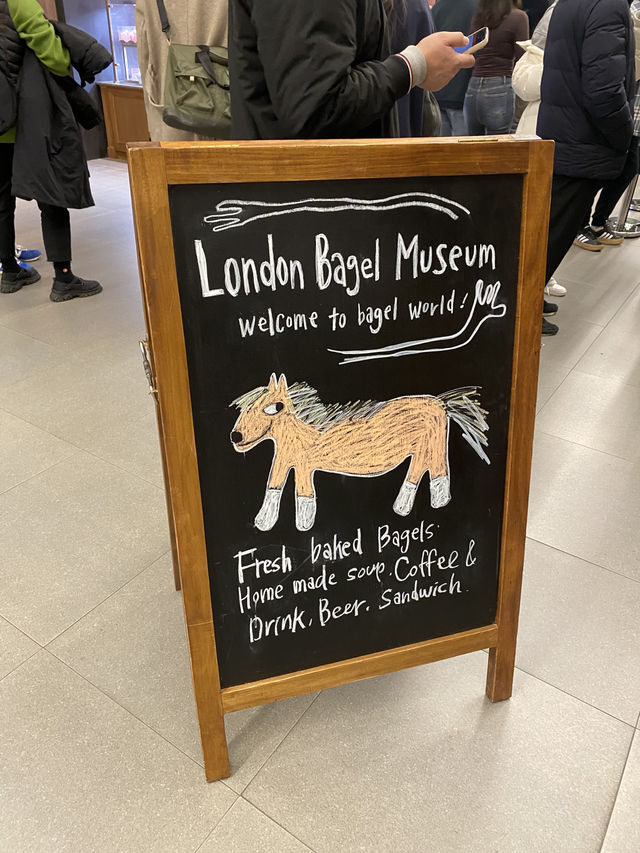 London Bagel Museum
welcome to bagel world!
Fresh baked Bagels.
Home made soup. Coffee &
Drink, Beer. Sandwich.